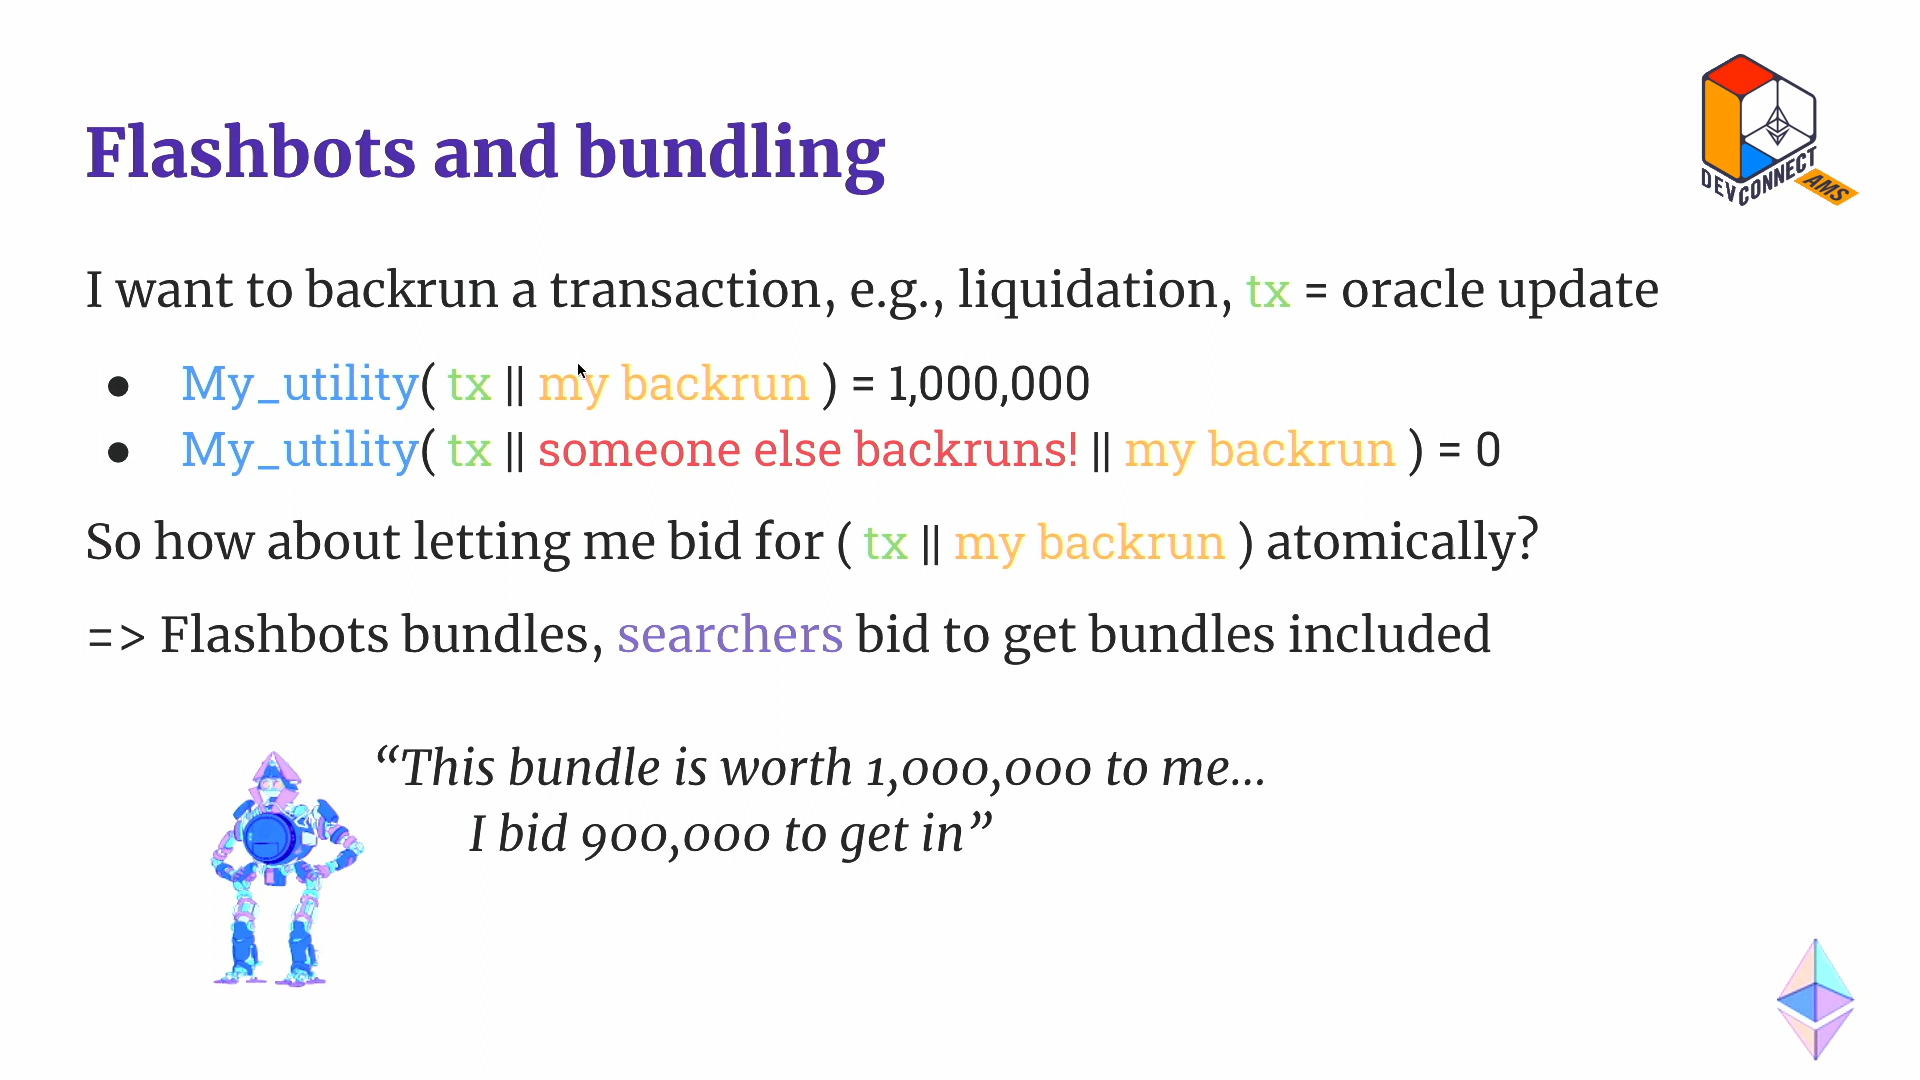 Flashbots and bundling
DEVCONNECT
AMS
I want to backrun a transaction, e.g., liquidation, tx = oracle update
● My_utility( tx || my backrun ) = 1,000,000
● My_utility( tx || someone else backruns! || my backrun ) = 0
So how about letting me bid for ( tx || my backrun ) atomically?
=> Flashbots bundles, searchers bid to get bundles included
“This bundle is worth 1,000,000 to me...
I bid 900,000 to get in”